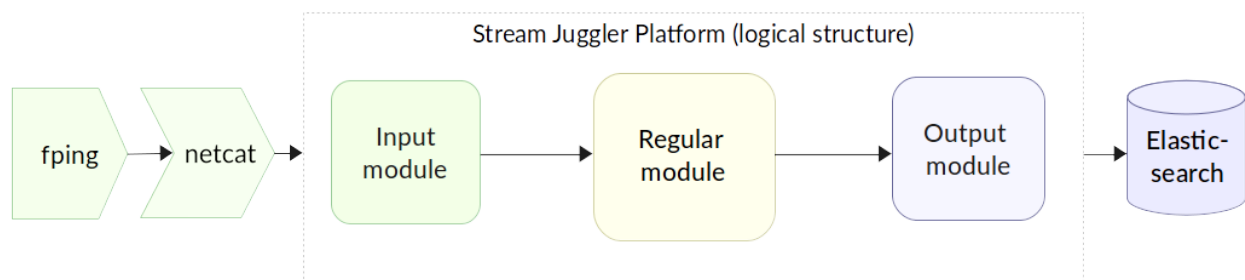 Stream Juggler Platform (logical structure)
fping
netcat
Input
module
Regular
module
Output
module
Elastic-
search